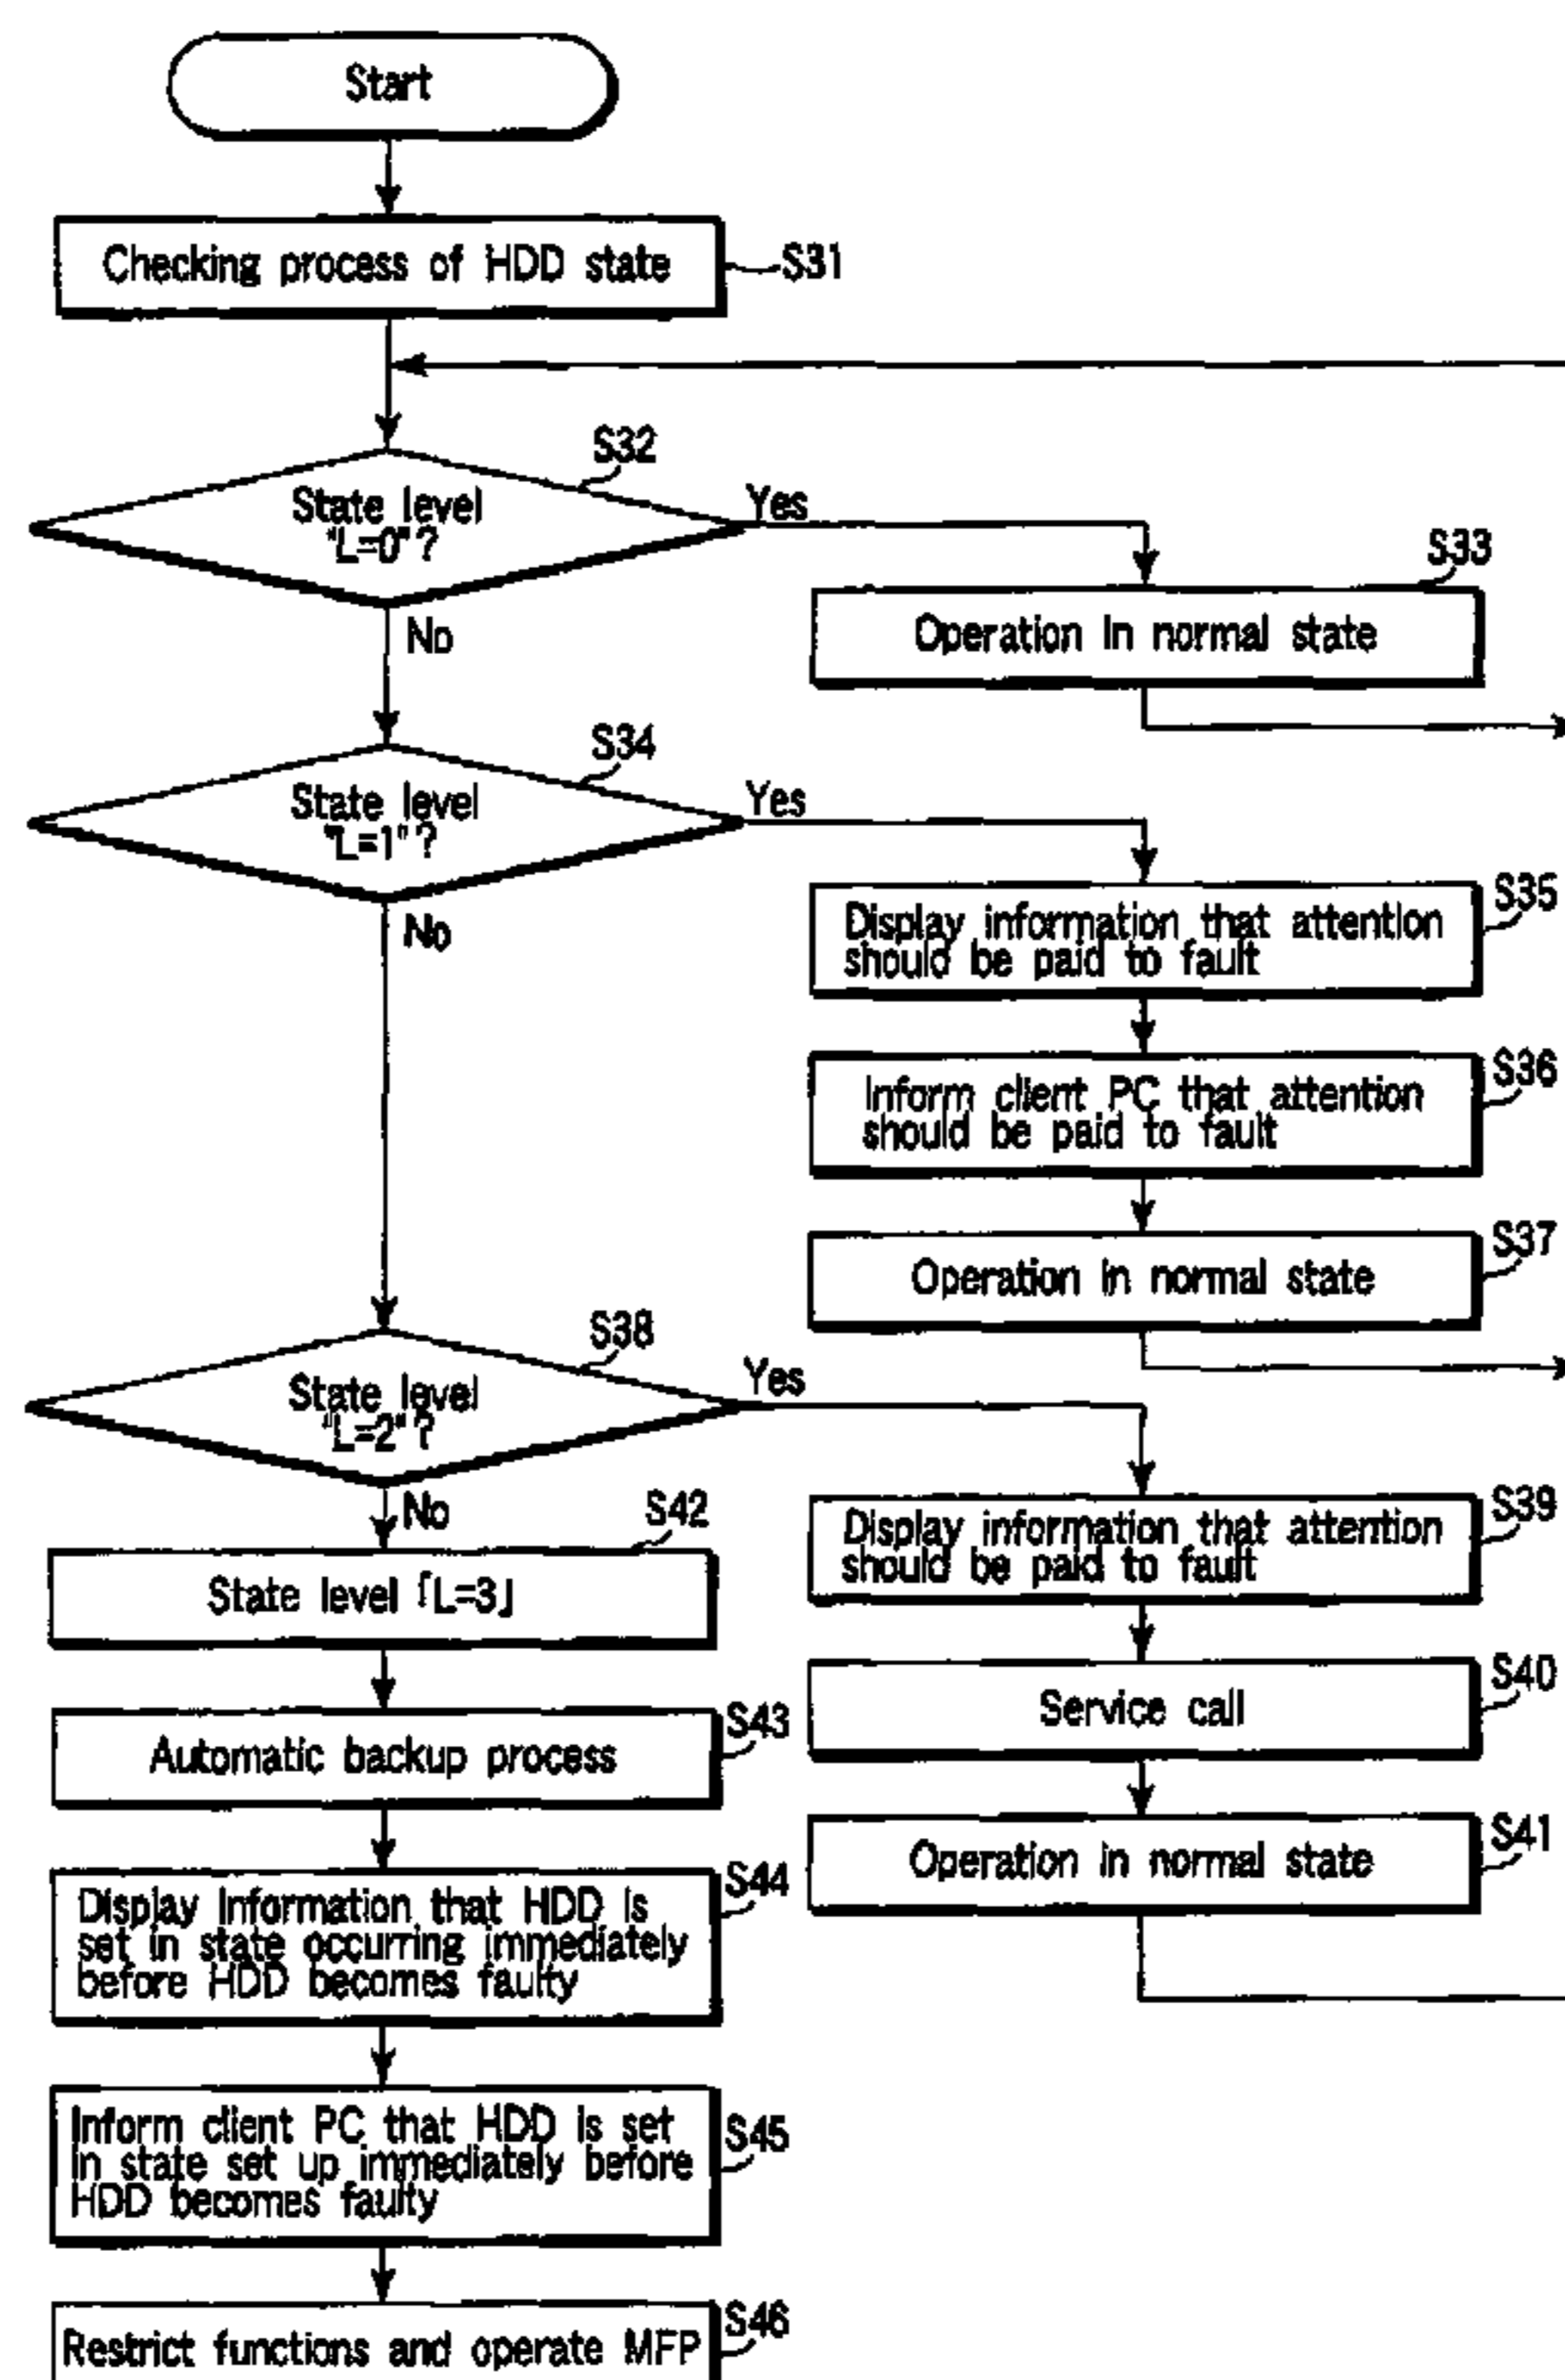 Start
Checking process of HDD state
S31
S32
State level
"L=0"?
Yes
No
S33
Operation in normal state
S34
State level
"L=1"?
Yes
No
S35
Display information that attention
should be paid to fault
S36
Inform client PC that attention
should be paid to fault
S37
Operation in normal state
S38
State level
"L=2"?
Yes
No
S39
Display information that attention
should be paid to fault
S40
Service call
S41
Operation in normal state
S42
State level「L=3」
S43
Automatic backup process
S44
Display information that HDD is
set in state occurring immediately
before HDD becomes faulty
S45
Inform client PC that HDD is set
in state set up immediately before
HDD becomes faulty
S46
Restrict functions and operate MFP